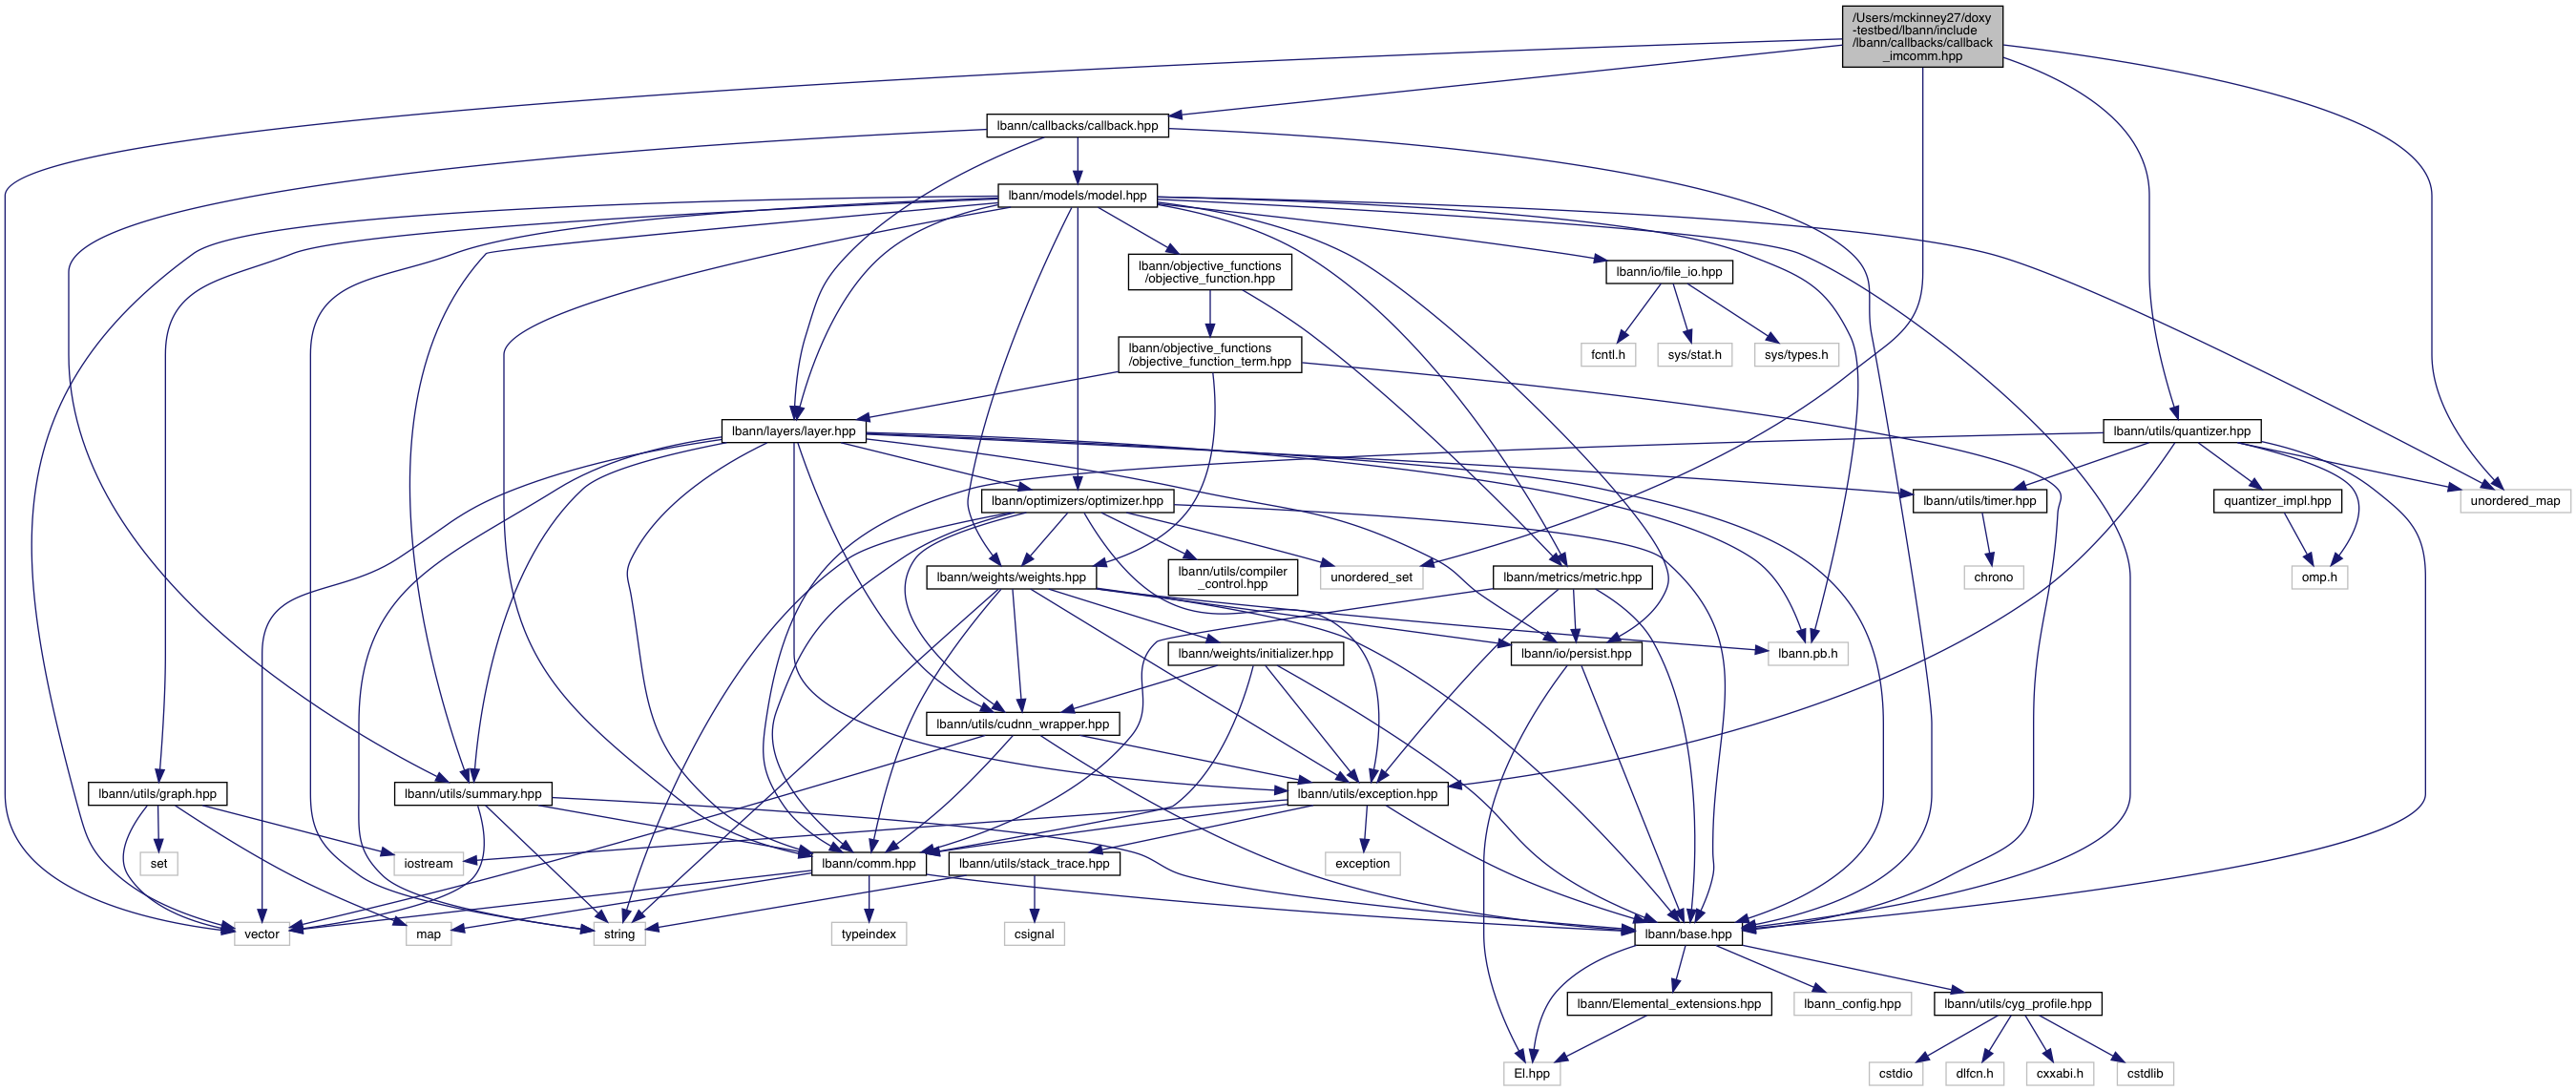 /Users/mckinney27/doxy
-testbed/lbann/include
/lbann/callbacks/callback
_imcomm.hpp
lbann/callbacks/callback.hpp
lbann/models/model.hpp
lbann/objective_functions
/objective_function.hpp
lbann/io/file_io.hpp
lbann/objective_functions
/objective_function_term.hpp
fcntl.h
sys/stat.h
sys/types.h
lbann/layers/layer.hpp
lbann/utils/quantizer.hpp
lbann/optimizers/optimizer.hpp
lbann/utils/timer.hpp
quantizer_impl.hpp
unordered_map
lbann/weights/weights.hpp
lbann/utils/compiler
_control.hpp
unordered_set
lbann/metrics/metric.hpp
chrono
omp.h
lbann/weights/initializer.hpp
lbann/io/persist.hpp
lbann.pb.h
lbann/utils/cudnn_wrapper.hpp
lbann/utils/graph.hpp
lbann/utils/summary.hpp
lbann/utils/exception.hpp
set
iostream
lbann/comm.hpp
lbann/utils/stack_trace.hpp
exception
vector
map
string
typeindex
csignal
lbann/base.hpp
lbann/Elemental_extensions.hpp
lbann_config.hpp
lbann/utils/cyg_profile.hpp
El.hpp
cstdio
dlfcn.h
cxxabi.h
cstdlib